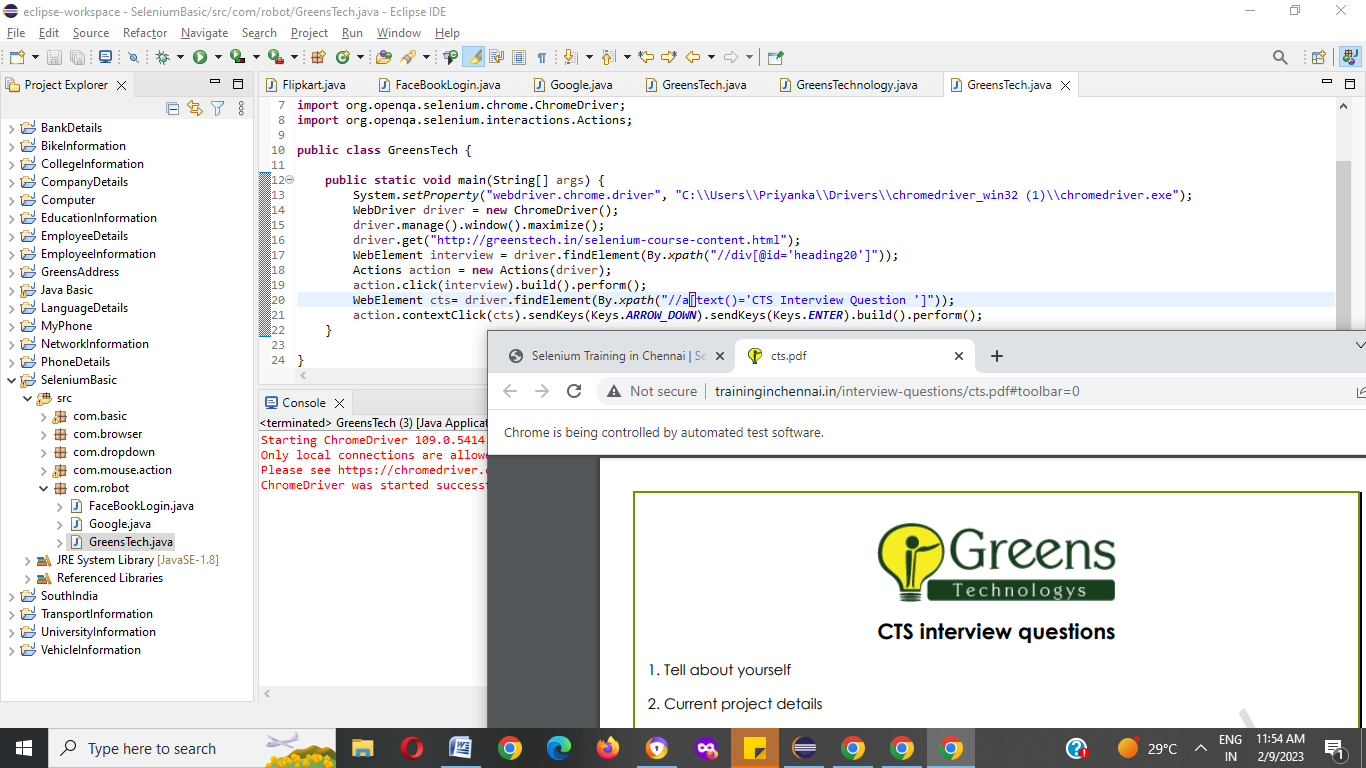 eclipse-workspace - SeleniumBasic/src/com/robot/GreensTech.java - Eclipse IDE
File Edit Source Refactor Navigate Search Project Run Window Help
Project Explorer
BankDetails
BikeInformation
CollegeInformation
CompanyDetails
Computer
EducationInformation
EmployeeDetails
EmployeeInformation
GreensAddress
Java Basic
LanguageDetails
MyPhone
NetworkInformation
PhoneDetails
SeleniumBasic
src
com.basic
com.browser
com.dropdown
com.mouse.action
com.robot
FaceBookLogin.java
Google.java
GreensTech.java
JRE System Library [JavaSE-1.8]
Referenced Libraries
SouthIndia
TransportInformation
UniversityInformation
VehicleInformation
Flipkart.java FaceBookLogin.java Google.java GreensTech.java GreensTechnology.java GreensTech.java
7 import org.openqa.selenium.chrome.ChromeDriver;
8 import org.openqa.selenium.interactions.Actions;
9
10 public class GreensTech {
11
12 public static void main(String[] args) {
13 System.setProperty("webdriver.chrome.driver", "C:\\Users\\Priyanka\\Drivers\\chromedriver_win32 (1)\\chromedriver.exe");
14 WebDriver driver = new ChromeDriver();
15 driver.manage().window().maximize();
16 driver.get("http://greenstech.in/selenium-course-content.html");
17 WebElement interview = driver.findElement(By.xpath("//div[@id='heading20']"));
18 Actions action = new Actions(driver);
19 action.click(interview).build().perform();
20 WebElement cts= driver.findElement(By.xpath("//a[text()='CTS Interview Question ']"));
21 action.contextClick(cts).sendKeys(Keys.ARROW_DOWN).sendKeys(Keys.ENTER).build().perform();
22 }
23
24 }
Console
<terminated> GreensTech (3) [Java Applicat
Starting ChromeDriver 109.0.5414
Only local connections are allowe
Please see https://chromedriver.
ChromeDriver was started success
Selenium Training in Chennai | Se cts.pdf
Not secure traininginchennai.in/interview-questions/cts.pdf#toolbar=0
Chrome is being controlled by automated test software.
Greens
Technologys
CTS interview questions
1. Tell about yourself
2. Current project details
Type here to search
29°C
ENG
IN
11:54 AM
2/9/2023
1